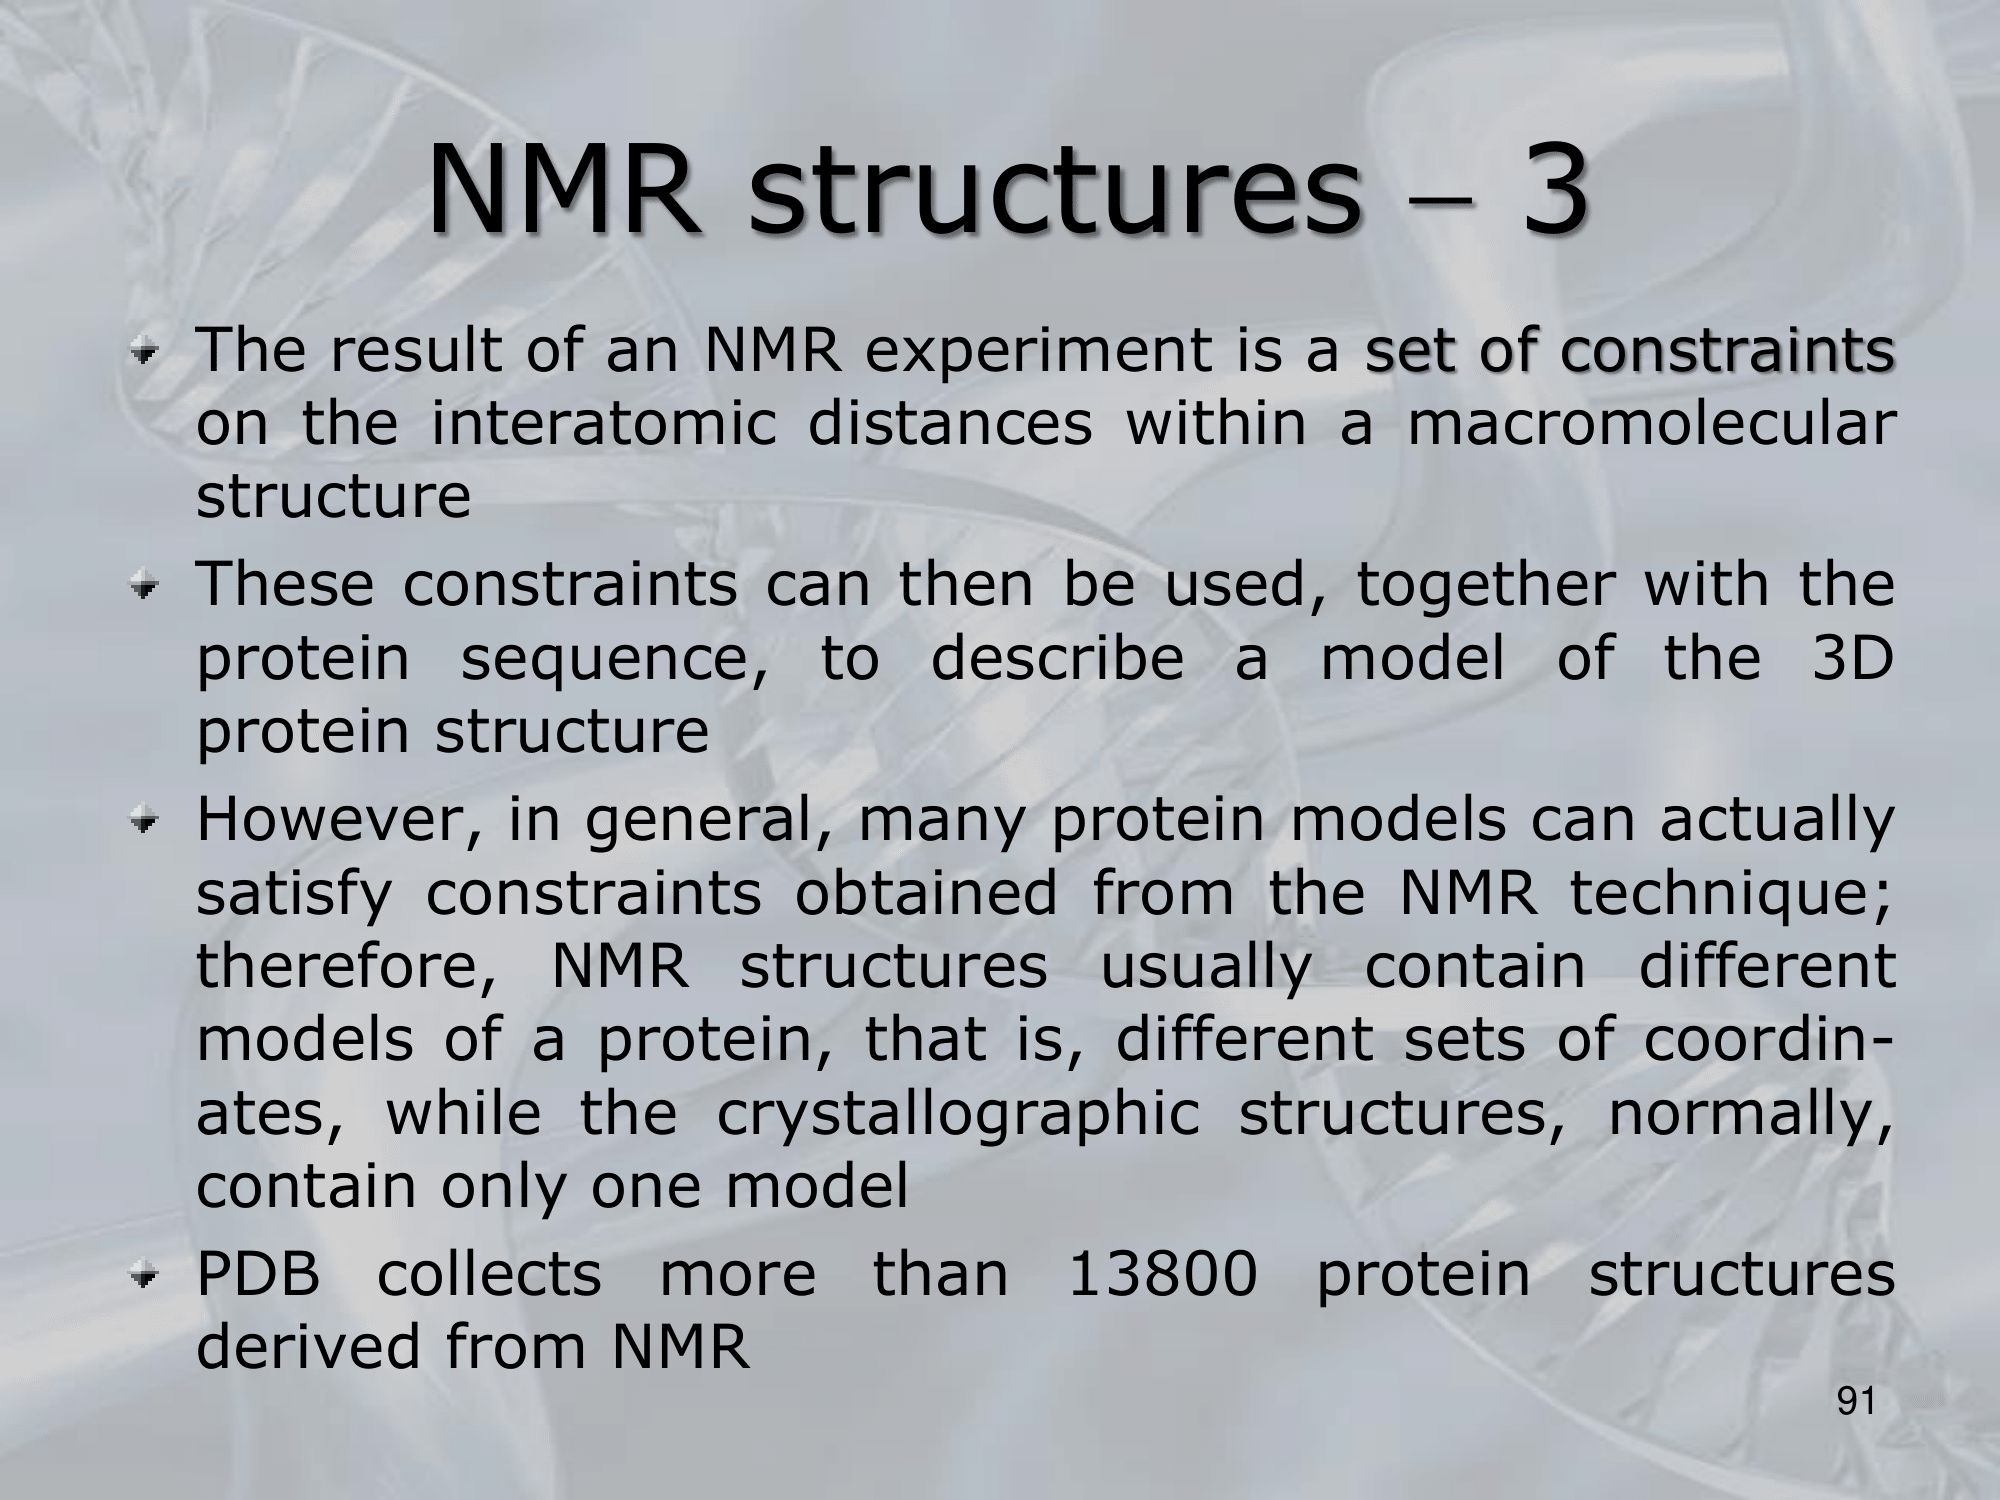 NMR structures – 3
The result of an NMR experiment is a set of constraints
on the interatomic distances within a macromolecular
structure
These constraints can then be used, together with the
protein sequence, to describe a model of the 3D
protein structure
However, in general, many protein models can actually
satisfy constraints obtained from the NMR technique;
therefore, NMR structures usually contain different
models of a protein, that is, different sets of coordin-
ates, while the crystallographic structures, normally,
contain only one model
PDB collects more than 13800 protein structures
derived from NMR
91